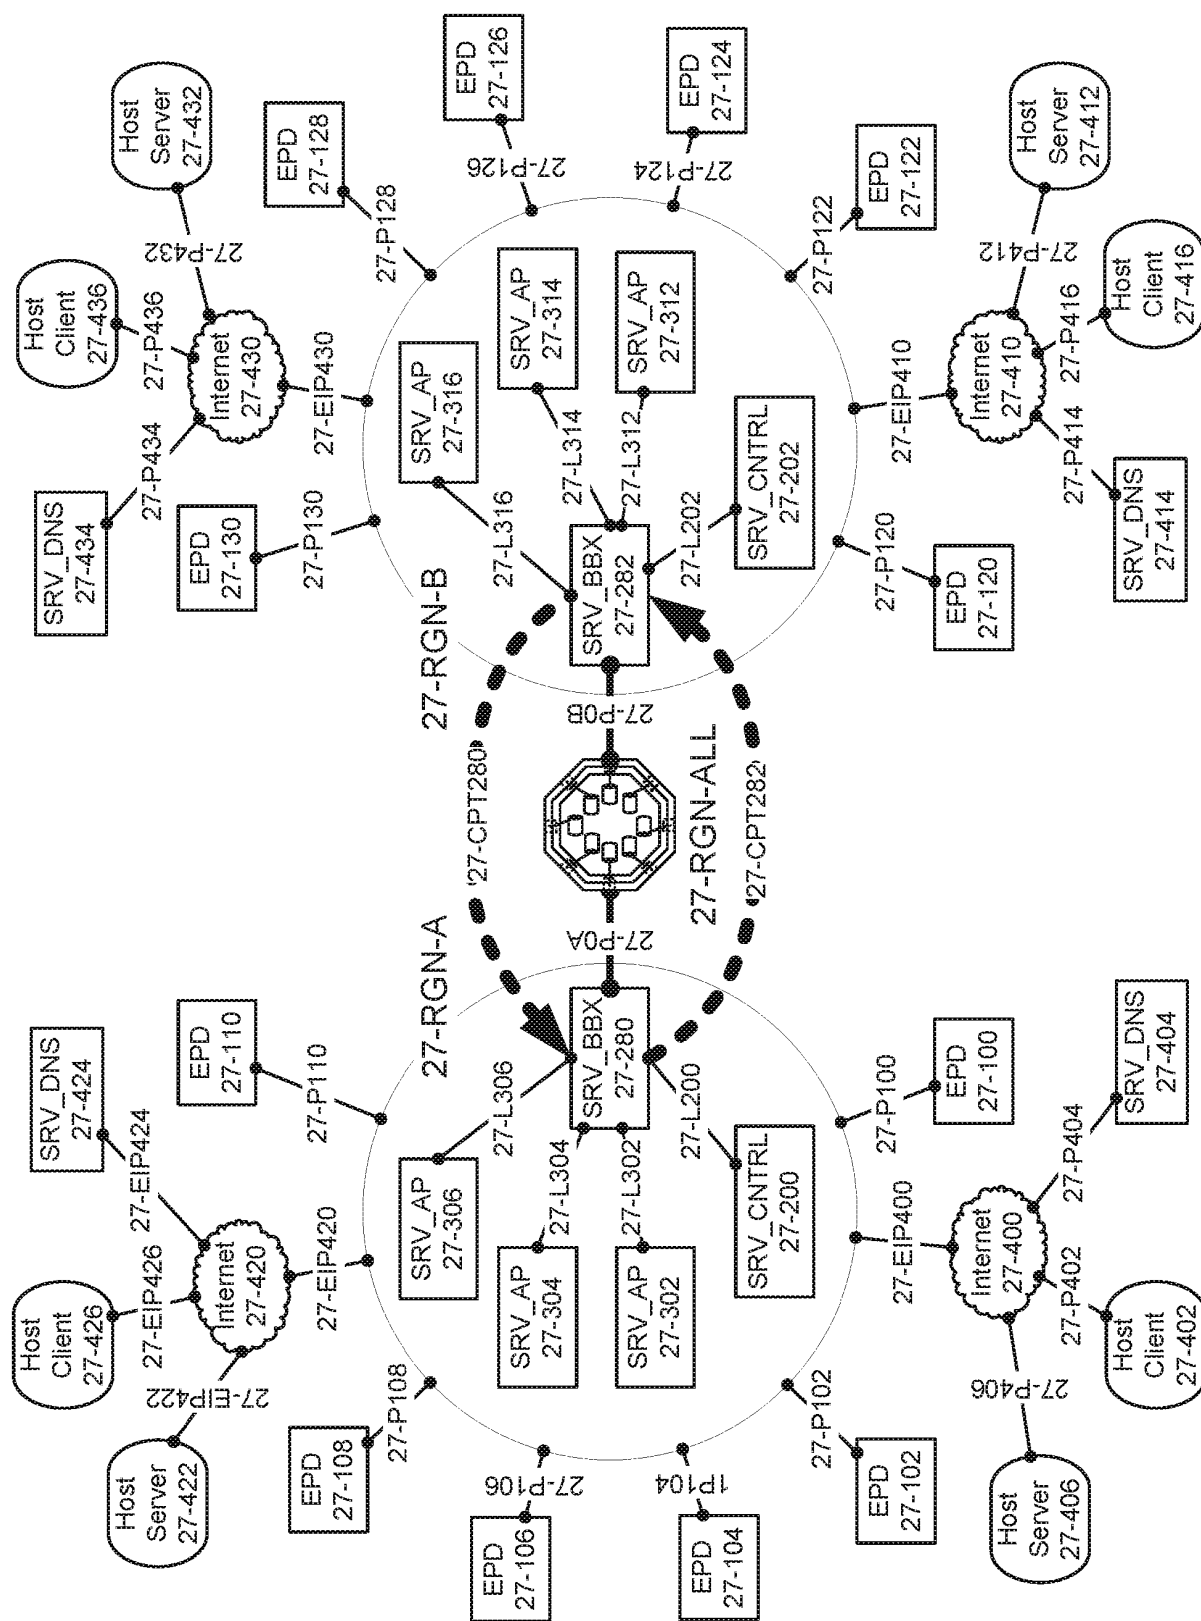 Host
Server
27-422
Host
Client
27-426
SRV_DNS
27-424
SRV_DNS
27-434
Host
Client
27-436
Host
Server
27-432
27-EIP422
27-EIP426
27-EIP424
27-P434
27-P436
27-P432
Internet
27-420
Internet
27-430
EPD
27-110
EPD
27-130
EPD
27-108
EPD
27-128
27-P108
27-EIP420
27-P110
27-P130
27-EIP430
27-P128
27-RGN-A
27-RGN-B
EPD
27-106
27-P106
SRV_AP
27-306
SRV_AP
27-316
27-P126
EPD
27-126
27-L306
27-CPT280
27-L316
SRV_AP
27-304
27-L304
27-L314
SRV_AP
27-314
SRV_BBX
27-280
27-P0A
27-P0B
SRV_BBX
27-282
SRV_AP
27-302
27-L302
27-L312
SRV_AP
27-312
EPD
27-104
1P104
27-P124
EPD
27-124
27-L200
27-RGN-ALL
27-L202
27-CPT282
SRV_CNTRL
27-200
SRV_CNTRL
27-202
27-P102
27-EIP400
27-P100
27-P120
27-EIP410
27-P122
EPD
27-102
EPD
27-100
EPD
27-120
EPD
27-122
Internet
27-400
Internet
27-410
27-P406
27-P402
27-P404
27-P414
27-P416
27-P412
Host
Server
27-406
Host
Client
27-402
SRV_DNS
27-404
SRV_DNS
27-414
Host
Client
27-416
Host
Server
27-412